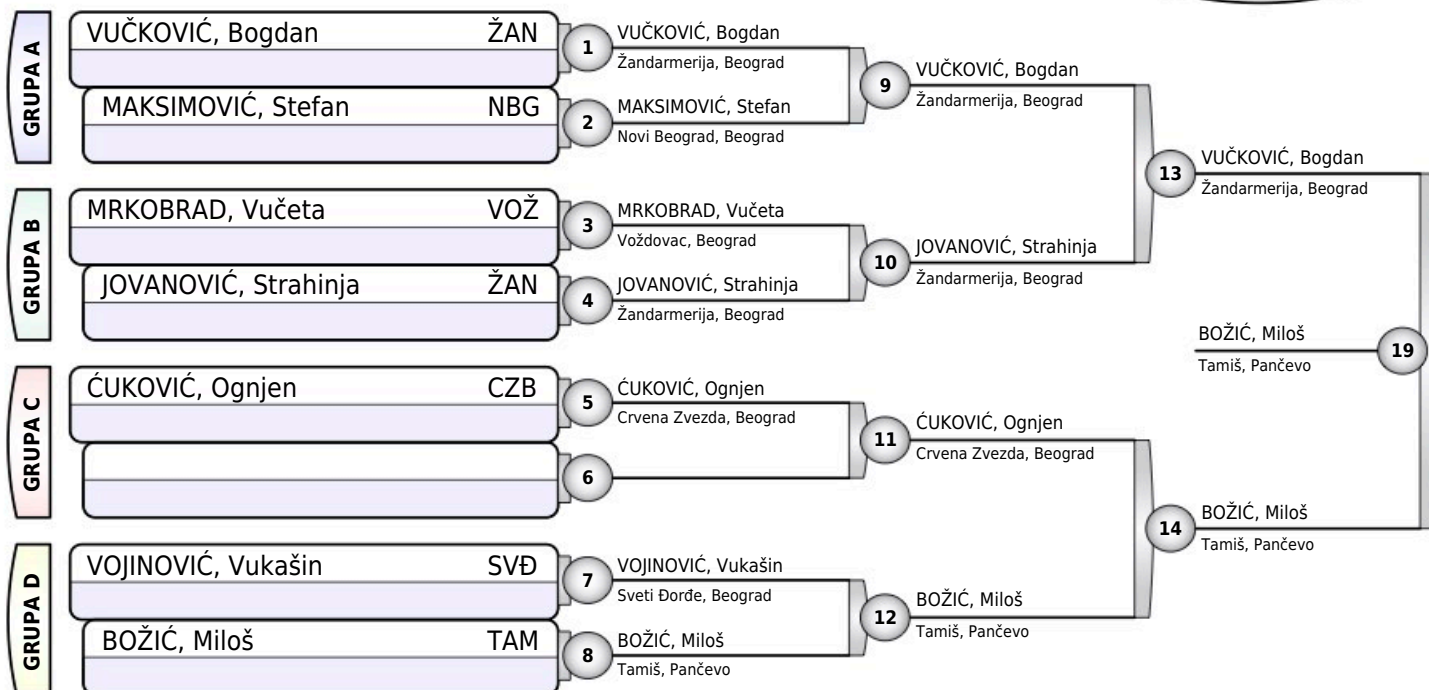 GRUPA A
VUČKOVIĆ, Bogdan ŽAN
MAKSIMOVIĆ, Stefan NBG
GRUPA B
MRKOBRAD, Vučeta VOŽ
JOVANOVIĆ, Strahinja ŽAN
GRUPA C
ĆUKOVIĆ, Ognjen CZB
GRUPA D
VOJINOVIĆ, Vukašin SVĐ
BOŽIĆ, Miloš TAM
1
VUČKOVIĆ, Bogdan
Žandarmerija, Beograd
2
MAKSIMOVIĆ, Stefan
Novi Beograd, Beograd
3
MRKOBRAD, Vučeta
Voždovac, Beograd
4
JOVANOVIĆ, Strahinja
Žandarmerija, Beograd
5
ĆUKOVIĆ, Ognjen
Crvena Zvezda, Beograd
6
7
VOJINOVIĆ, Vukašin
Sveti Đorđe, Beograd
8
BOŽIĆ, Miloš
Tamiš, Pančevo
9
VUČKOVIĆ, Bogdan
Žandarmerija, Beograd
10
JOVANOVIĆ, Strahinja
Žandarmerija, Beograd
11
ĆUKOVIĆ, Ognjen
Crvena Zvezda, Beograd
12
BOŽIĆ, Miloš
Tamiš, Pančevo
13
VUČKOVIĆ, Bogdan
Žandarmerija, Beograd
14
BOŽIĆ, Miloš
Tamiš, Pančevo
BOŽIĆ, Miloš
Tamiš, Pančevo
19